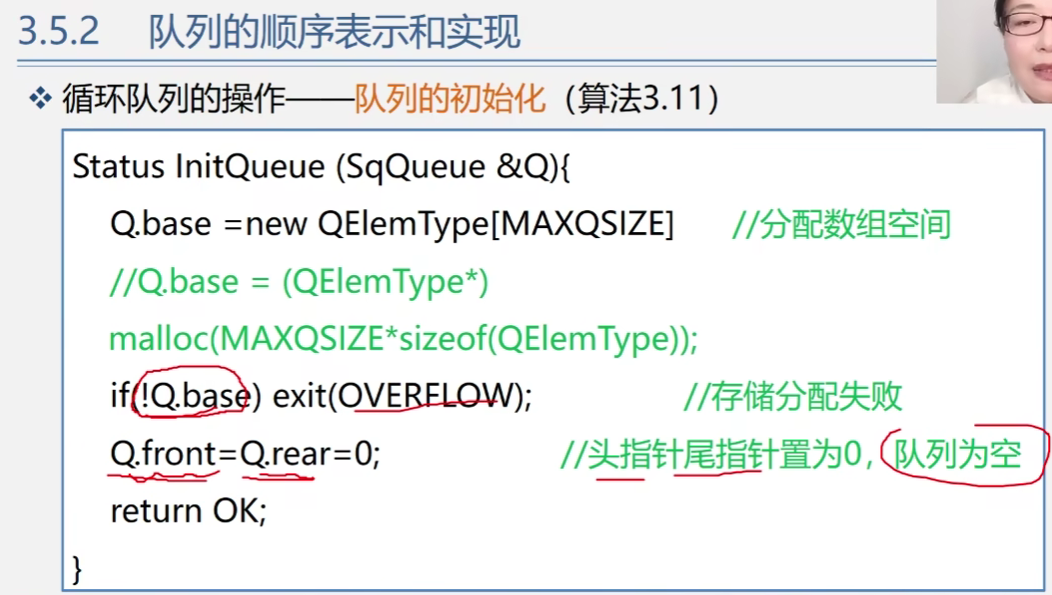 3.5.2 队列的顺序表示和实现
❖ 循环队列的操作——队列的初始化（算法3.11）
Status InitQueue (SqQueue &Q){
Q.base =new QElemType[MAXQSIZE] //分配数组空间
//Q.base = (QElemType*)
malloc(MAXQSIZE*sizeof(QElemType));
if(!Q.base) exit(OVERFLOW); //存储分配失败
Q.front=Q.rear=0; //头指针尾指针置为0，队列为空
return OK;
}